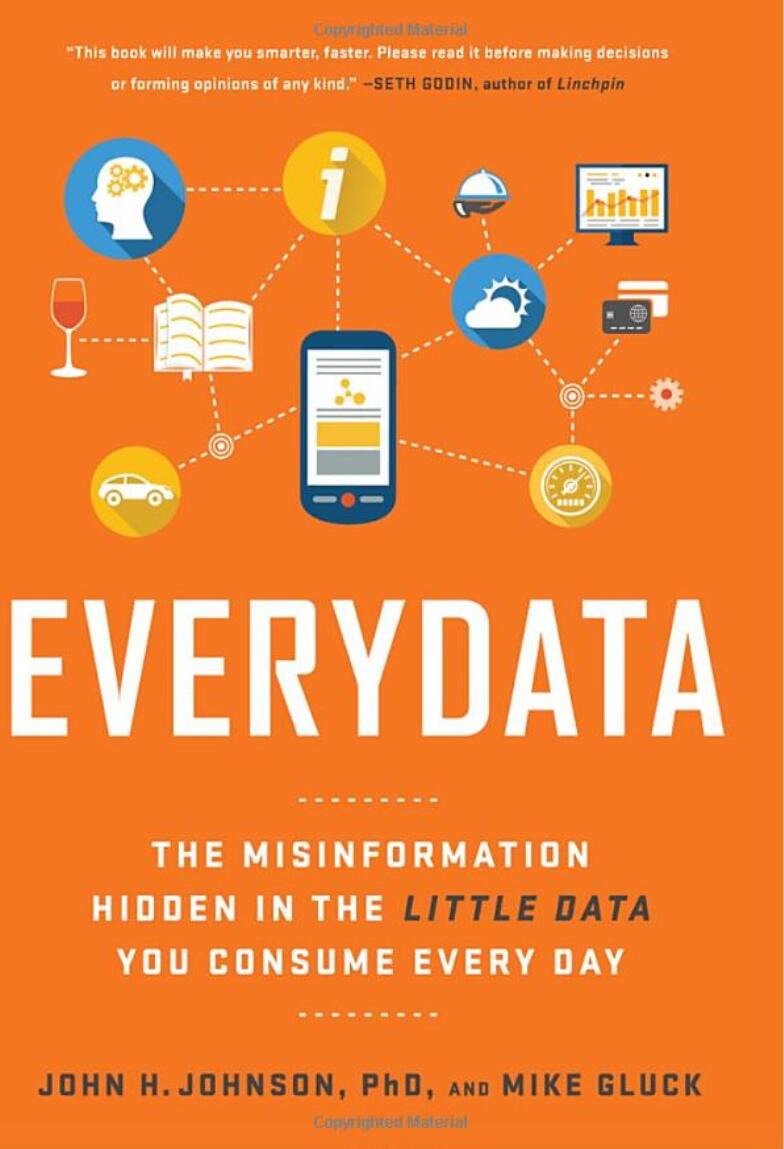 Copyrighted Material
"This book will make you smarter, faster. Please read it before making decisions
or forming opinions of any kind." —SETH GODIN, author of Linchpin
i
EVERYDATA
THE MISINFORMATION
HIDDEN IN THE LITTLE DATA
YOU CONSUME EVERY DAY
JOHN H. JOHNSON, PhD, AND MIKE GLUCK
Copyrighted Material